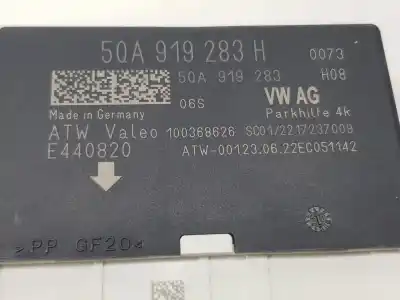 5QA 919 283 H 0073
5QA 919 283 H08
06S VW AG
Made in Germany Parkhilfe 4k
ATW Valeo 100368626 SC01/2217237009
E440820 ATW-00123.06.22EC051142
>PP GF20<